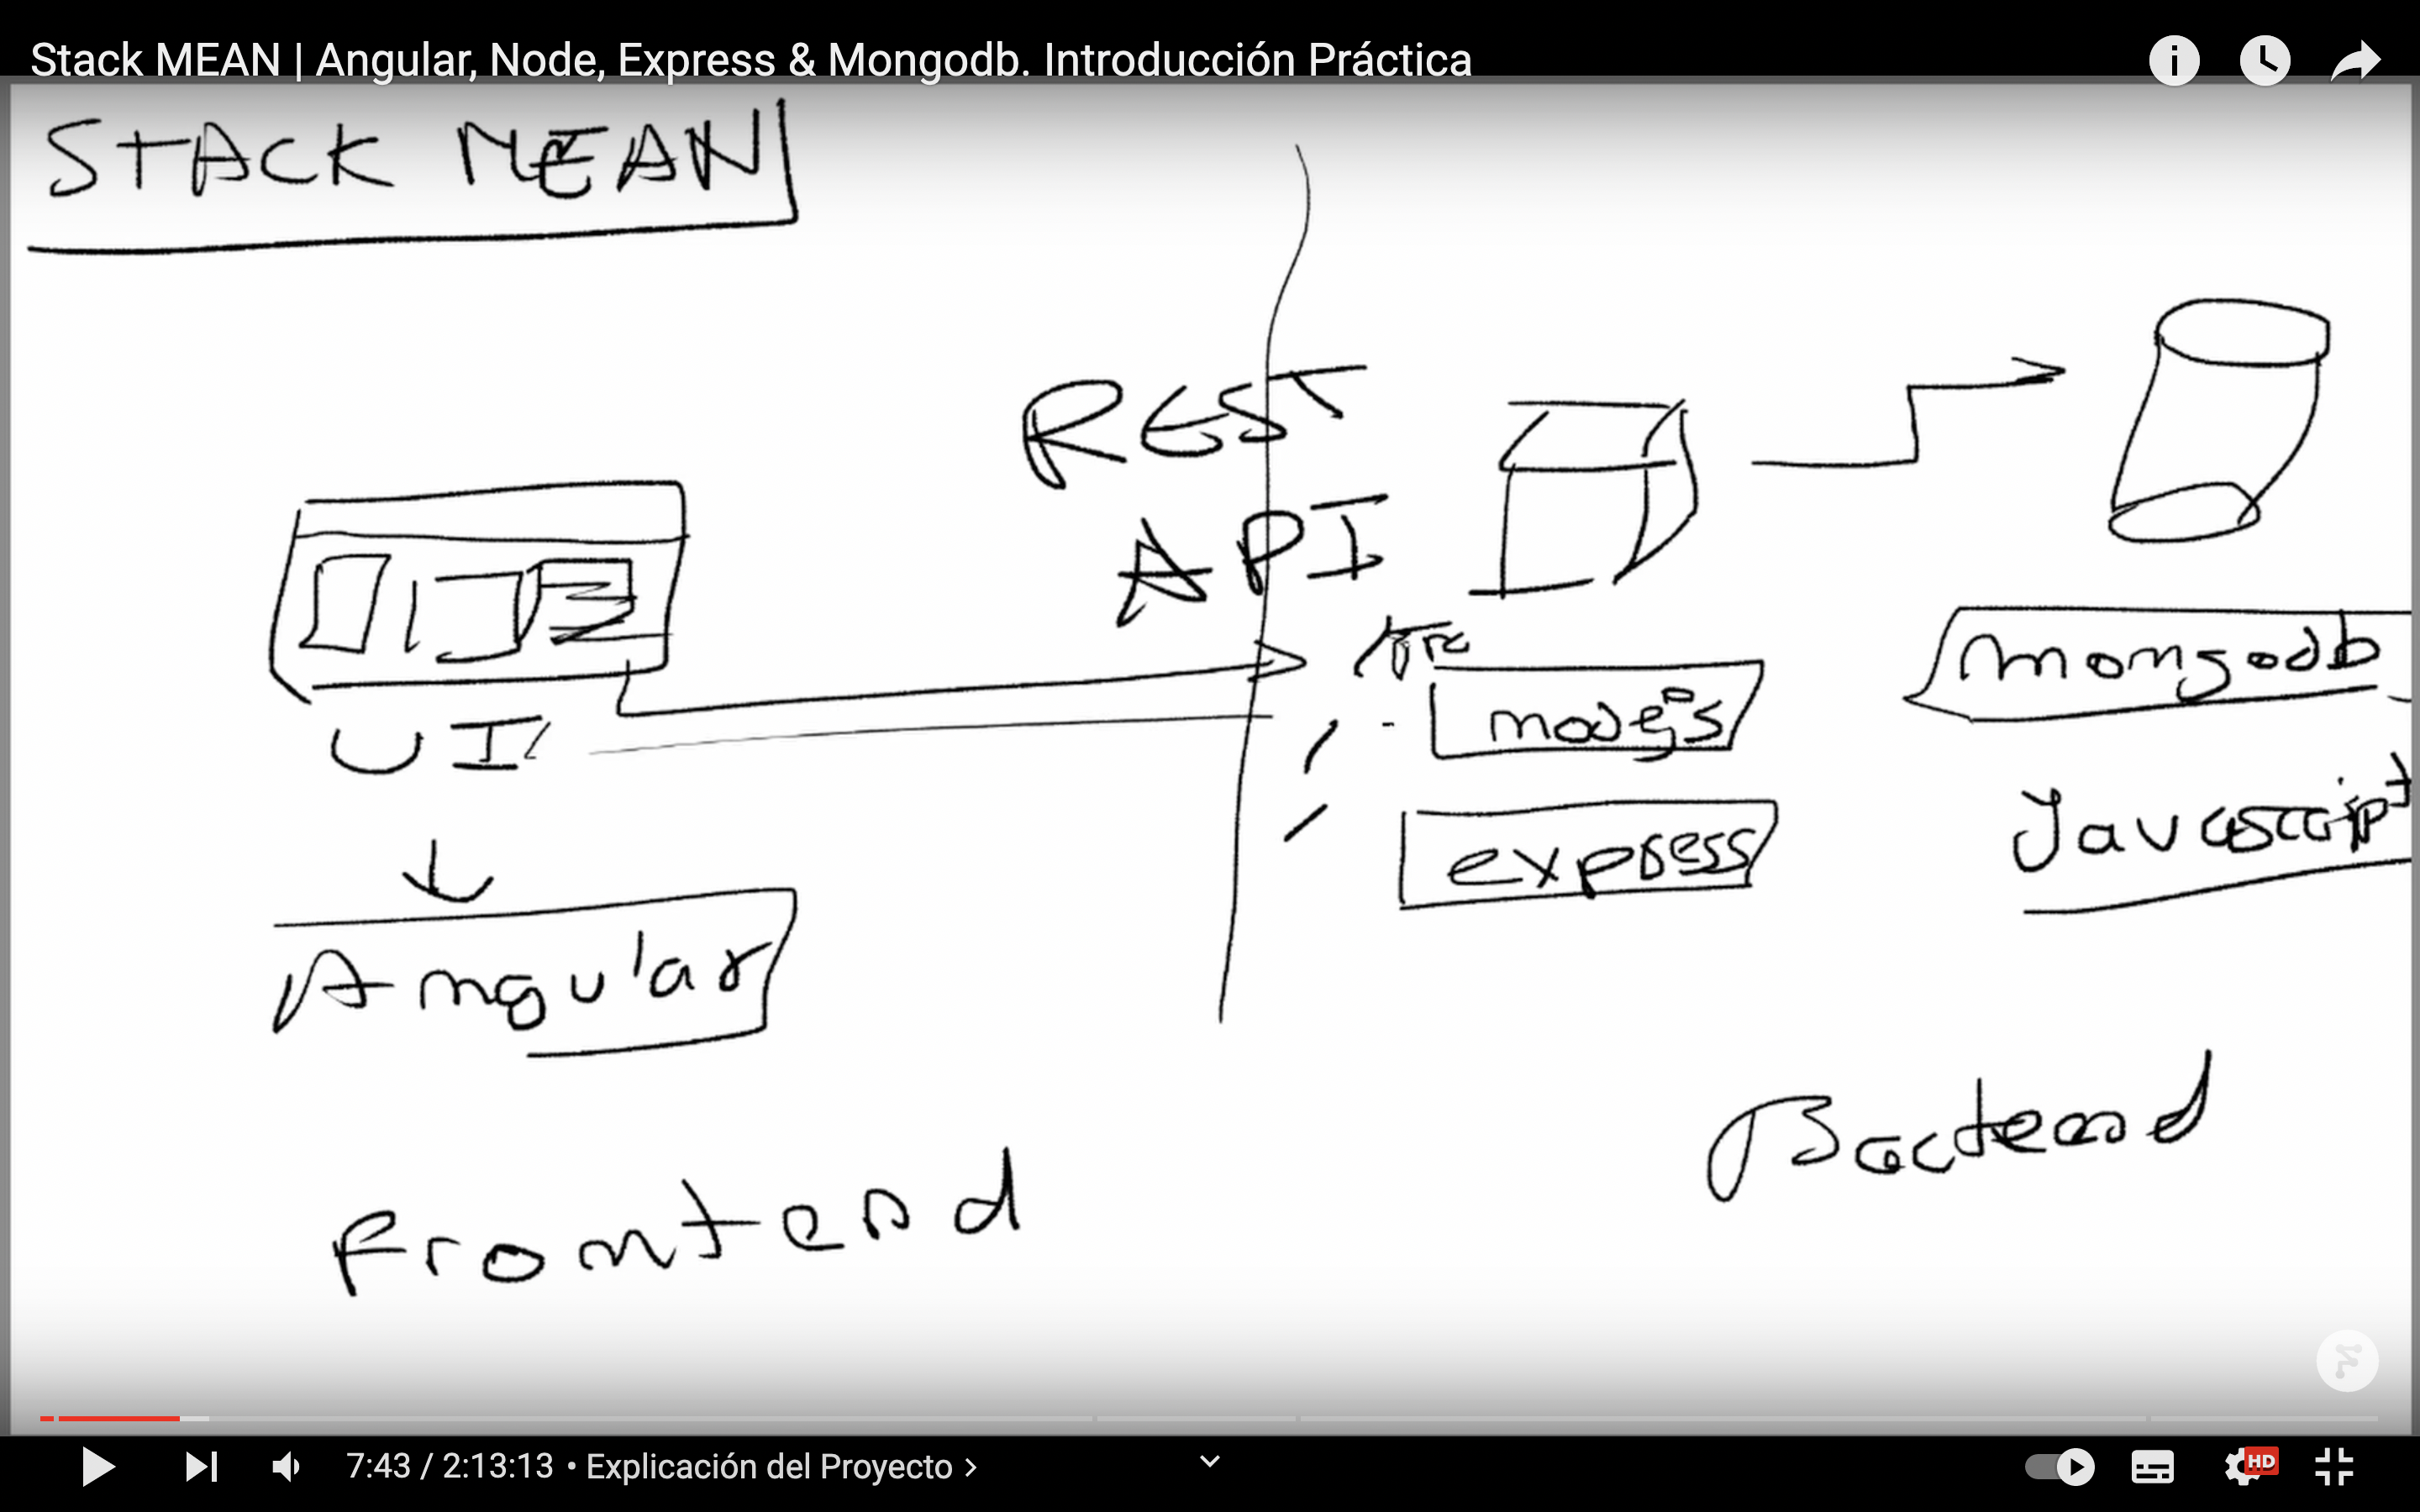 Stack MEAN | Angular, Node, Express & Mongodb. Introducción Práctica
STACK MEAN
REST
API
UI
nodejs
mongodb
express
Javascript
Angular
Backend
Frontend
7:43 / 2:13:13 • Explicación del Proyecto
HD